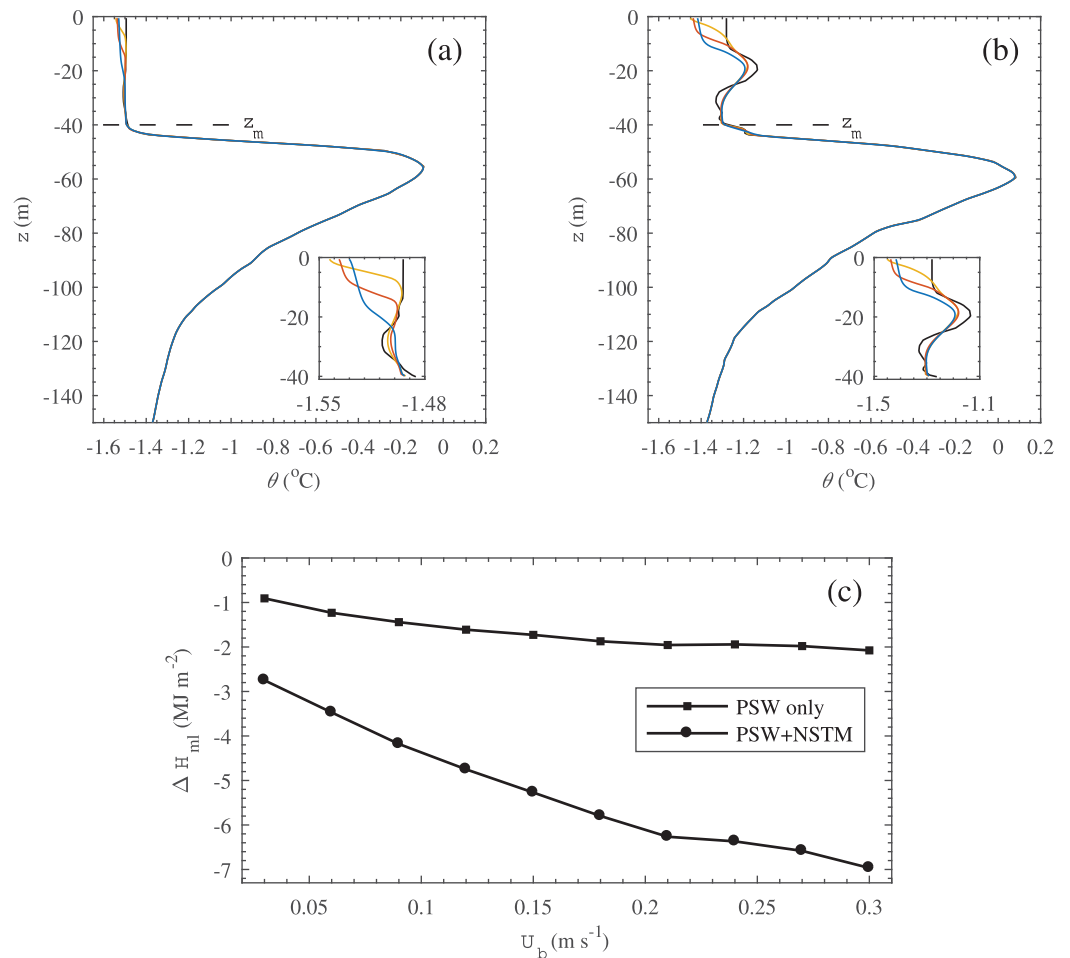 0
-20
-40
-60
-80
-100
-120
-140
z (m)
(a)
z_m
0
-20
-40
-1.55 -1.48
-1.6 -1.4 -1.2 -1 -0.8 -0.6 -0.4 -0.2 0 0.2
θ (°C)
0
-20
-40
-60
-80
-100
-120
-140
z (m)
(b)
z_m
0
-20
-40
-1.5 -1.1
-1.6 -1.4 -1.2 -1 -0.8 -0.6 -0.4 -0.2 0 0.2
θ (°C)
0
-1
-2
-3
-4
-5
-6
-7
Δ H_ml (MJ m⁻²)
(c)
PSW only
PSW+NSTM
0.05 0.1 0.15 0.2 0.25 0.3
U_b (m s⁻¹)